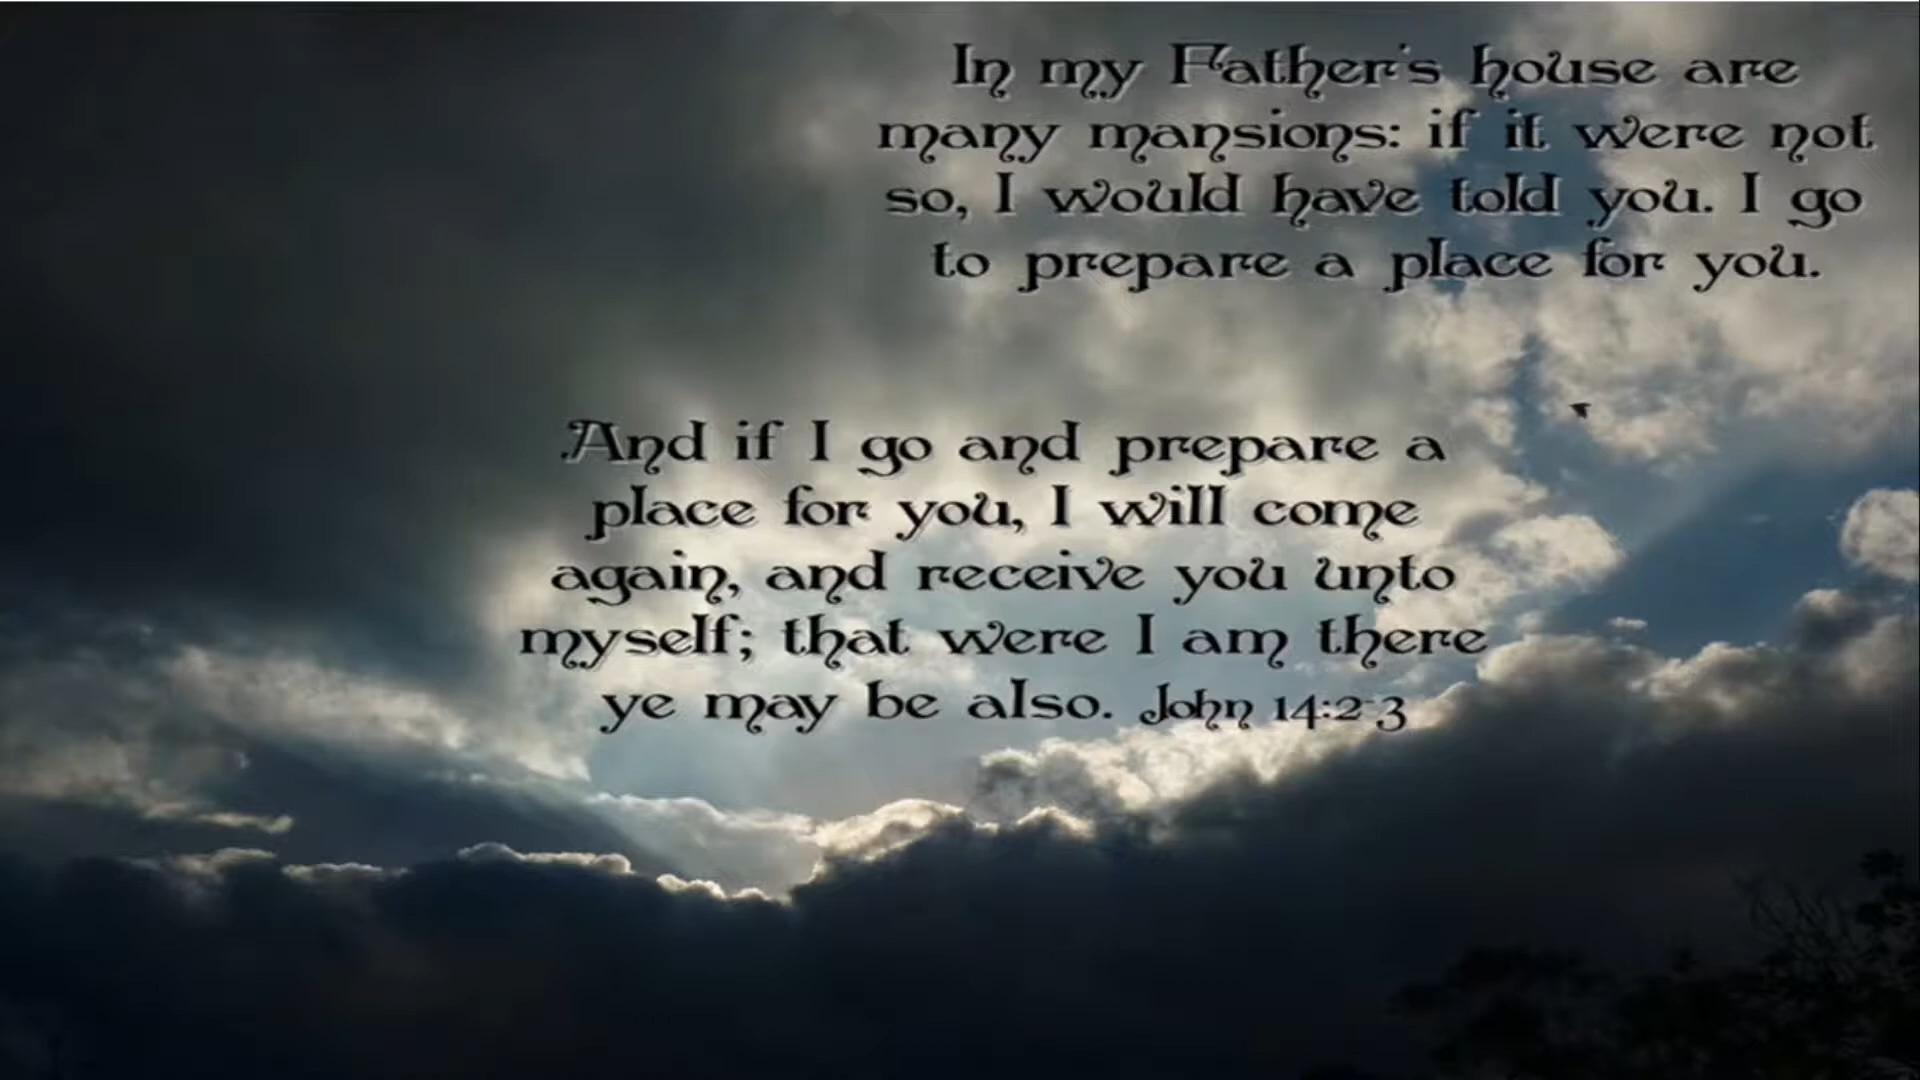 In my Father's house are
many mansions: if it were not
so, I would have told you. I go
to prepare a place for you.
And if I go and prepare a
place for you, I will come
again, and receive you unto
myself; that were I am there
ye may be also. John 14:2-3